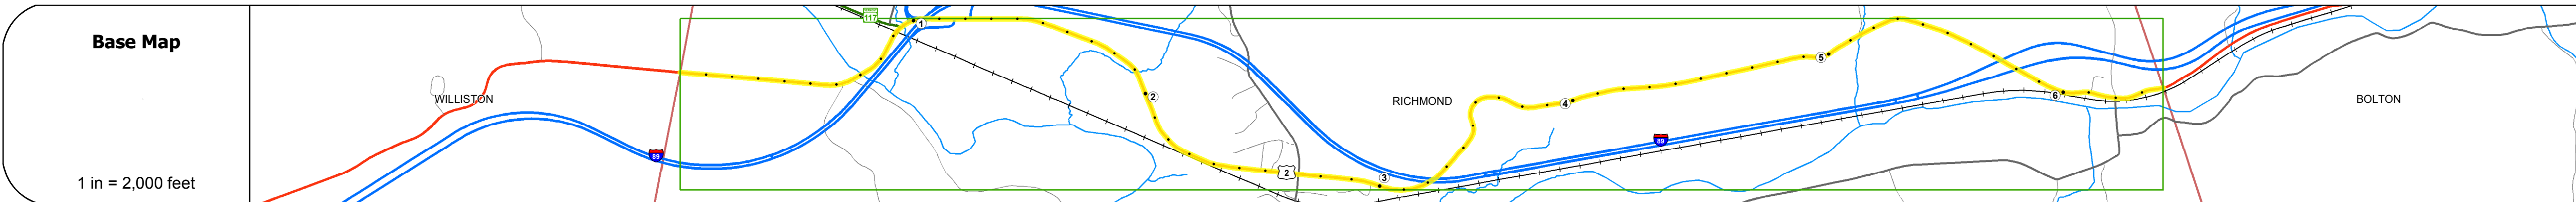 Base Map
1 in = 2,000 feet
WILLISTON
89
117
1
2
2
3
RICHMOND
4
5
89
6
BOLTON